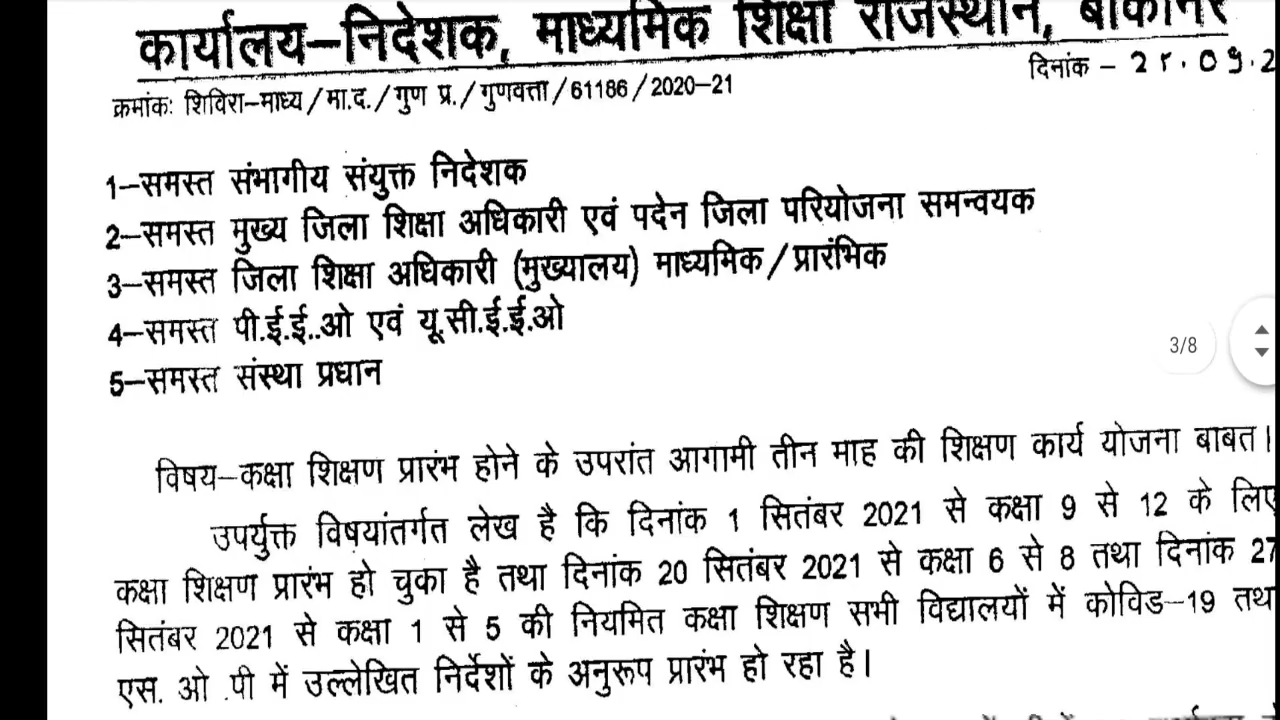 कार्यालय–निदेशक, माध्यमिक शिक्षा राजस्थान, बीकानेर
दिनांक –
क्रमांकः शिविरा–माध्य/मा.द./गुण प्र./गुणवत्ता/61186/2020–21
1–समस्त संभागीय संयुक्त निदेशक
2–समस्त मुख्य जिला शिक्षा अधिकारी एवं पदेन जिला परियोजना समन्वयक
3–समस्त जिला शिक्षा अधिकारी (मुख्यालय) माध्यमिक/प्रारंभिक
4–समस्त पी.ई.ई..ओ एवं यू.सी.ई.ई.ओ
3/8
5–समस्त संस्था प्रधान
विषय–कक्षा शिक्षण प्रारंभ होने के उपरांत आगामी तीन माह की शिक्षण कार्य योजना बाबत।
उपर्युक्त विषयांतर्गत लेख है कि दिनांक 1 सितंबर 2021 से कक्षा 9 से 12 के लिए
कक्षा शिक्षण प्रारंभ हो चुका है तथा दिनांक 20 सितंबर 2021 से कक्षा 6 से 8 तथा दिनांक 27
सितंबर 2021 से कक्षा 1 से 5 की नियमित कक्षा शिक्षण सभी विद्यालयों में कोविड–19 तथा
एस. ओ .पी में उल्लेखित निर्देशों के अनुरूप प्रारंभ हो रहा है।